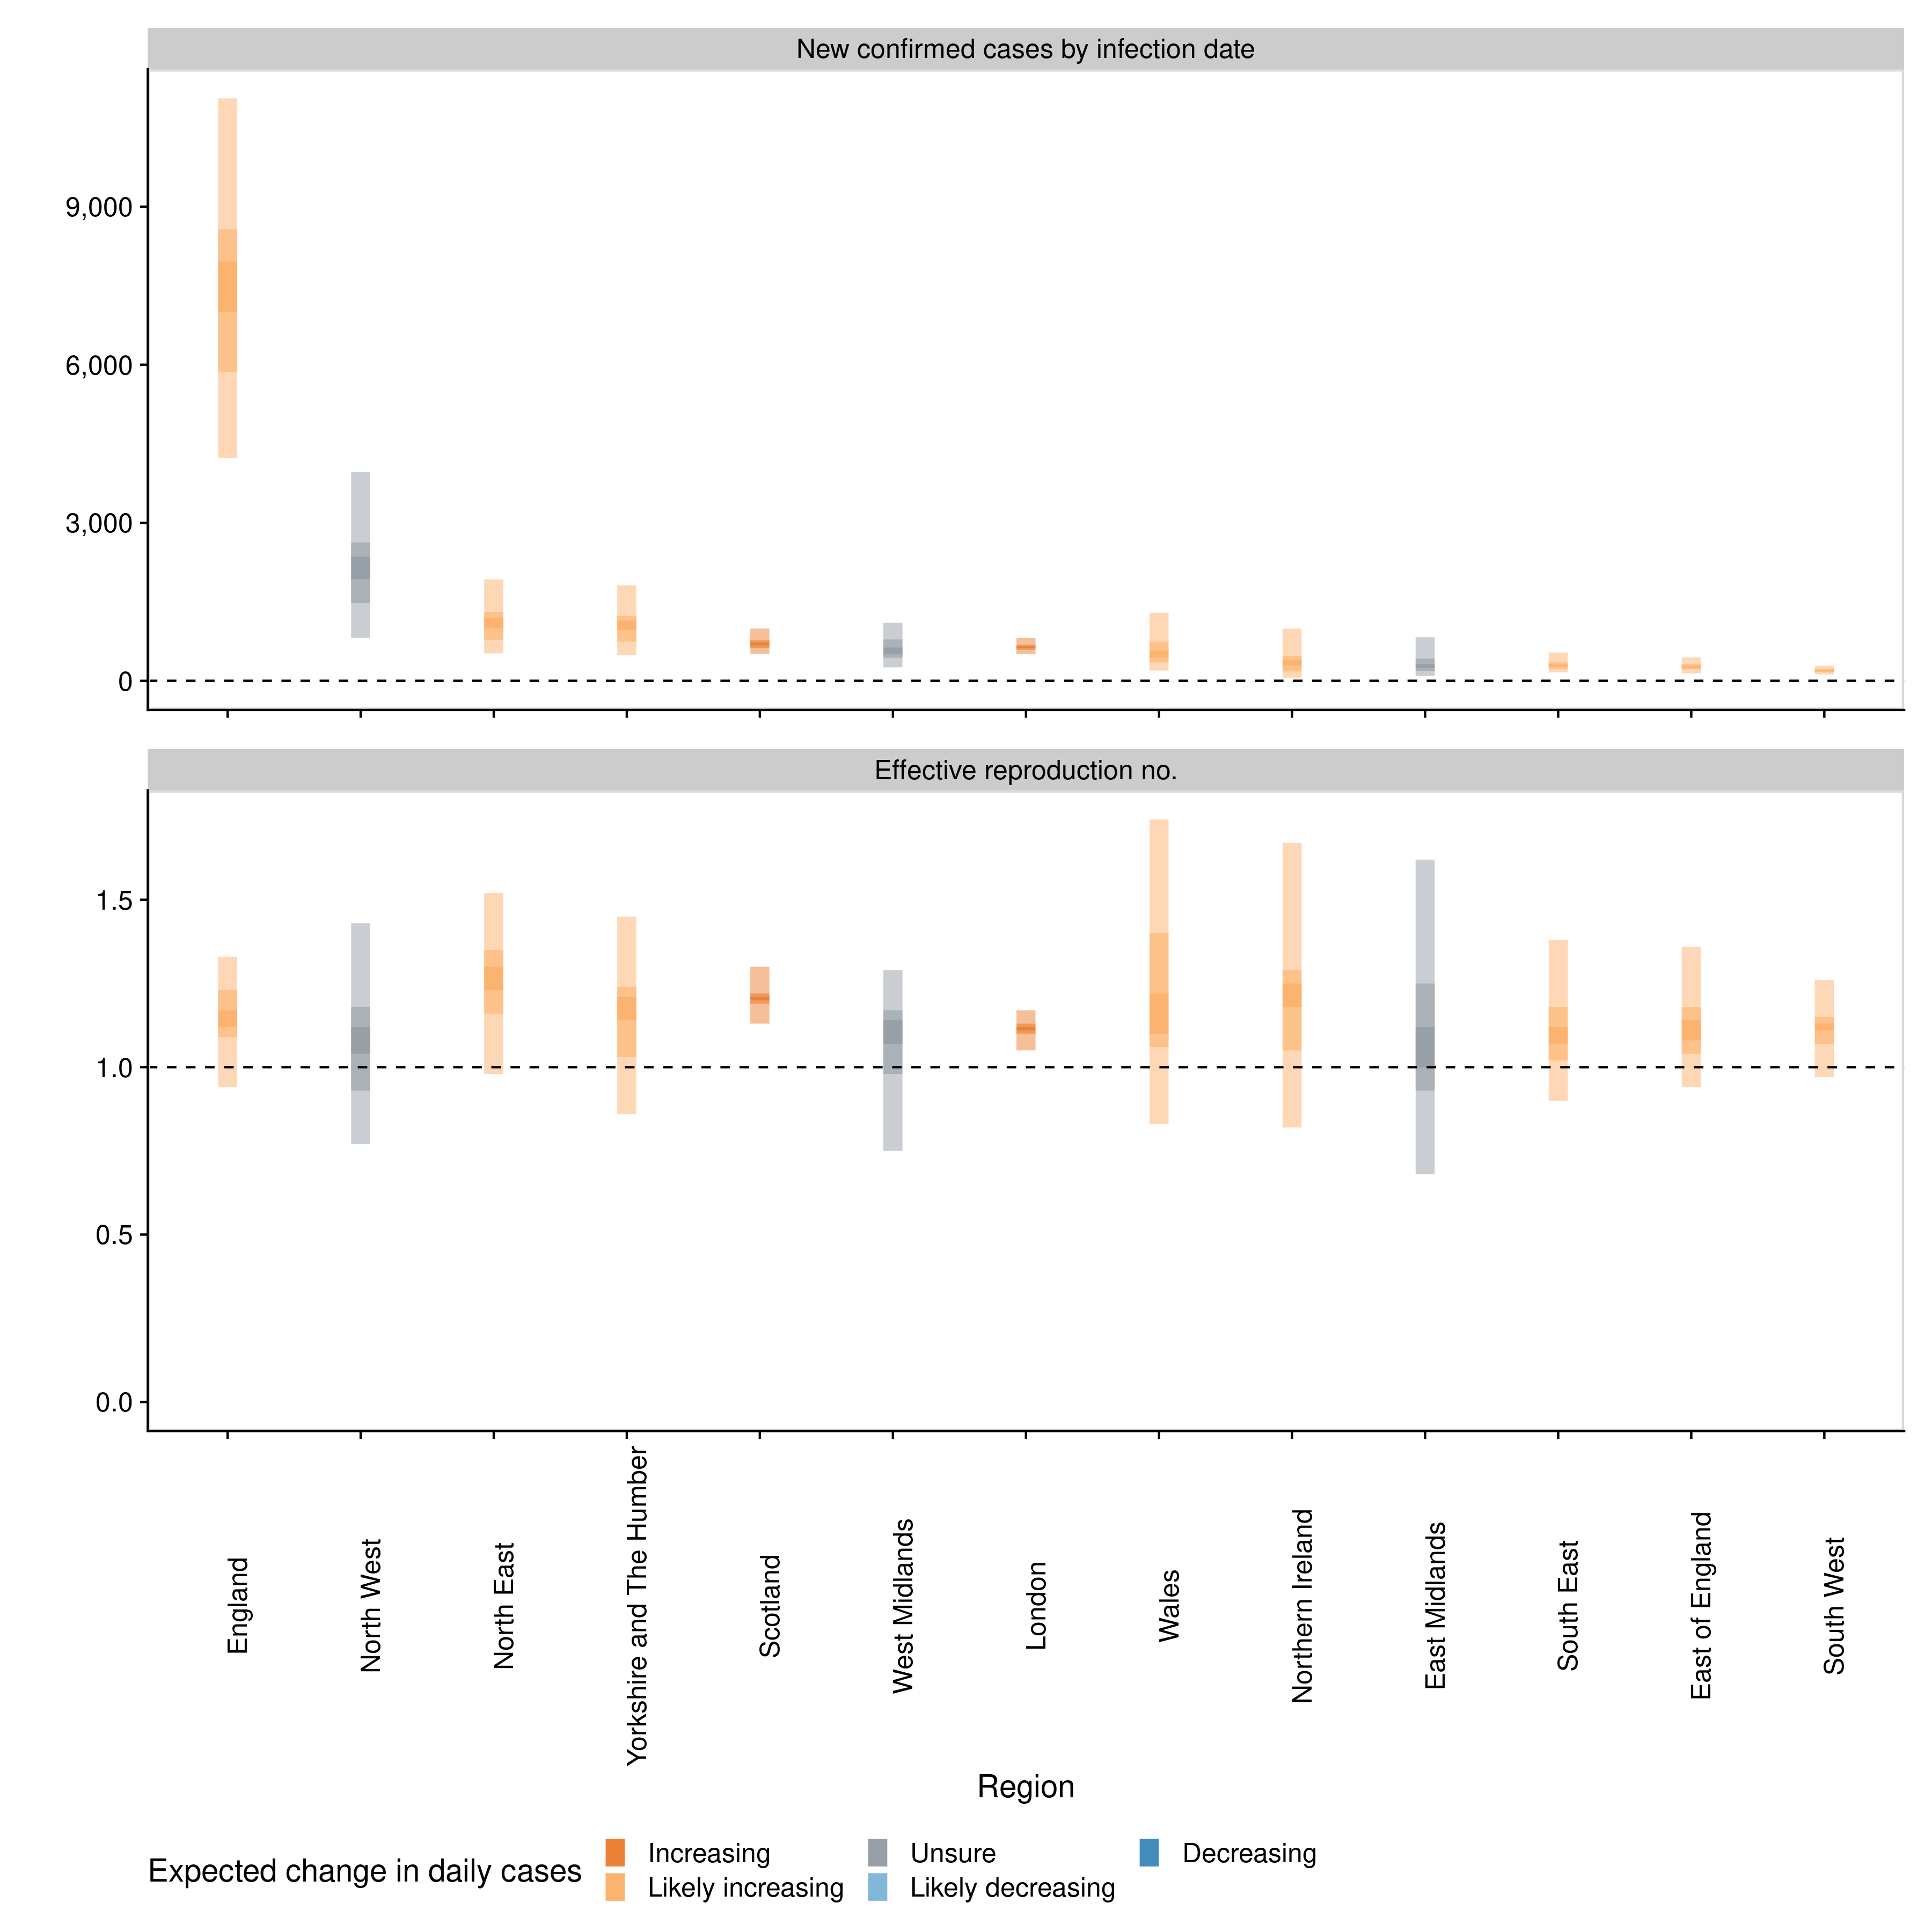 New confirmed cases by infection date
9,000
6,000
3,000
0
Effective reproduction no.
1.5
1.0
0.5
0.0
England
North West
North East
Yorkshire and The Humber
Scotland
West Midlands
London
Wales
Northern Ireland
East Midlands
South East
East of England
South West
Region
Expected change in daily cases
Increasing
Likely increasing
Unsure
Likely decreasing
Decreasing